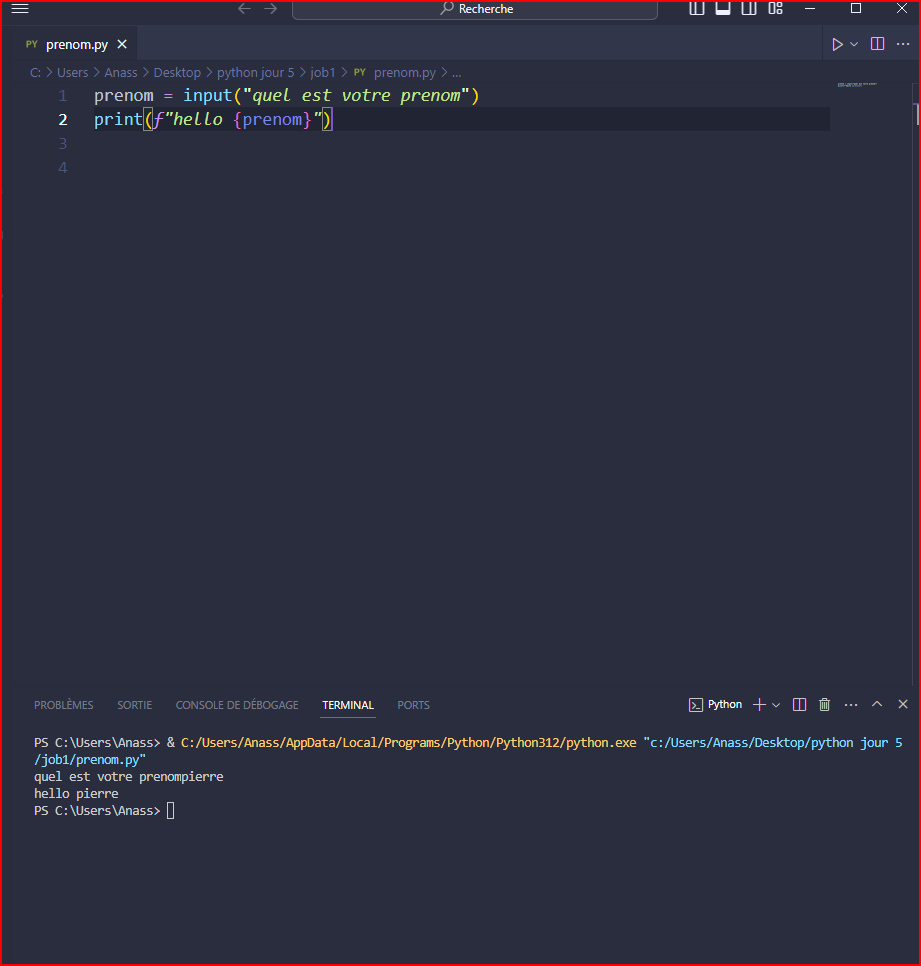 Recherche
PY prenom.py
C: > Users > Anass > Desktop > python jour 5 > job1 > PY prenom.py > ...
1 prenom = input("quel est votre prenom")
2 print(f"hello {prenom}")
3
4
PROBLÈMES SORTIE CONSOLE DE DÉBOGAGE TERMINAL PORTS Python
PS C:\Users\Anass> & C:/Users/Anass/AppData/Local/Programs/Python/Python312/python.exe "c:/Users/Anass/Desktop/python jour 5
/job1/prenom.py"
quel est votre prenompierre
hello pierre
PS C:\Users\Anass>